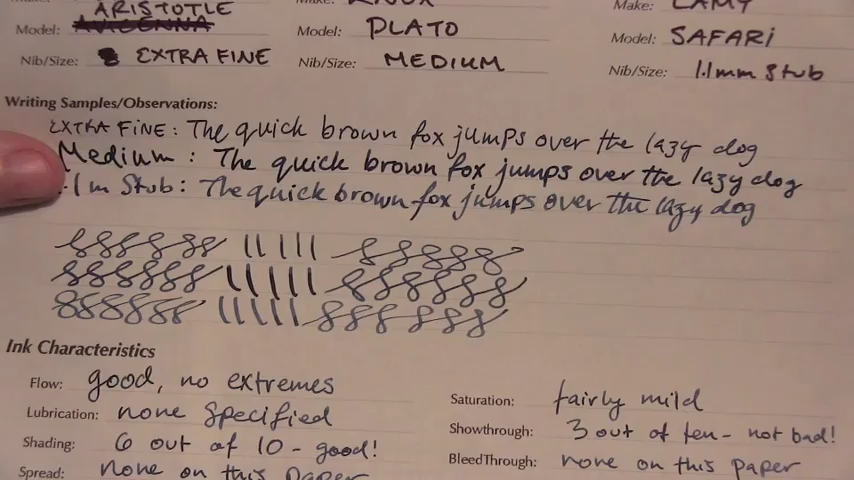 ARISTOTLE LAMY
Model: AVICENNA Model: PLATO Model: SAFARI
Nib/Size: EXTRA FINE Nib/Size: MEDIUM Nib/Size: 1.1mm Stub
Writing Samples/Observations:
EXTRA FINE: The quick brown fox jumps over the lazy dog
Medium: The quick brown fox jumps over the lazy dog
.1m Stub: The quick brown fox jumps over the lazy dog
Ink Characteristics
Flow: good, no extremes Saturation: fairly mild
Lubrication: none specified Showthrough: 3 out of ten - not bad!
Shading: 6 out of 10 - good! BleedThrough: none on this paper
Spread: none on this paper